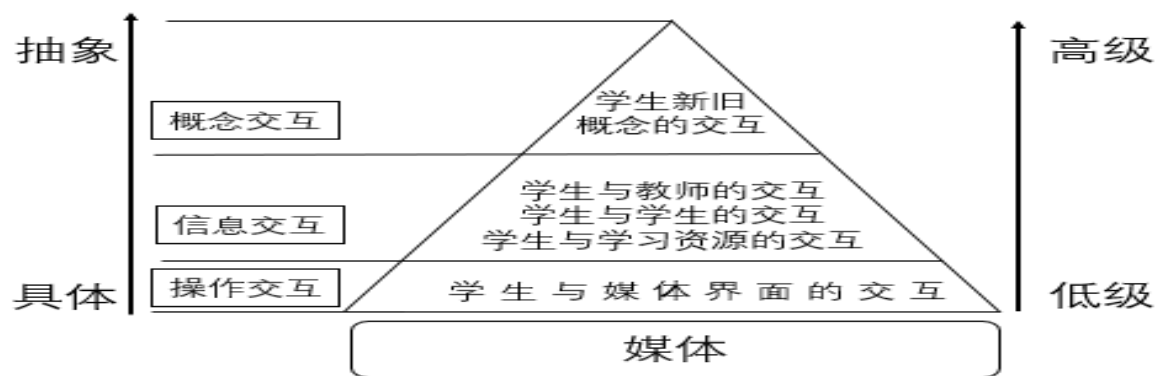 抽象
高级
学生新旧
概念的交互
概念交互
学生与教师的交互
学生与学生的交互
学生与学习资源的交互
信息交互
操作交互
学生与媒体界面的交互
具体
低级
媒体